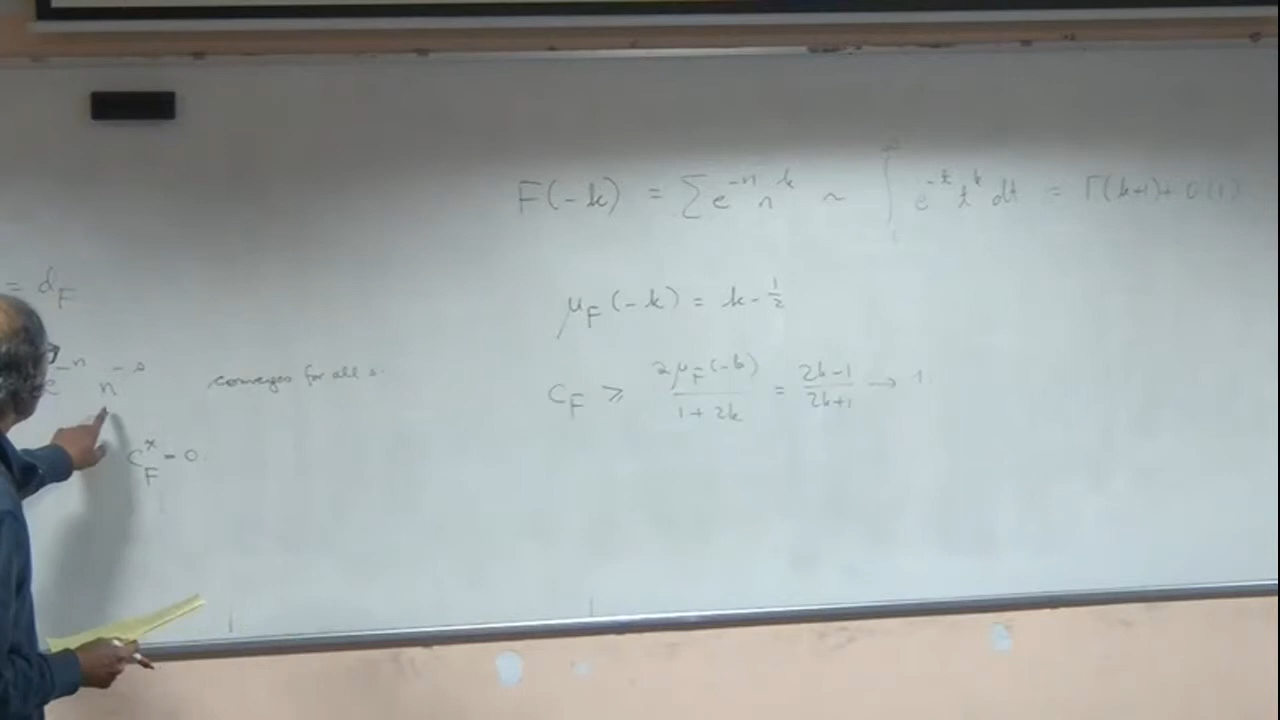 F(-k) = Σ e^{-n} n^k ~ ∫ e^{-t} t^k dt = Γ(k+1) + O(1)
= d_F
μ_F(-k) = k - 1/2
e^{-n} n^{-s} converges for all s.
C_F ≥ 2μ_F(-k) / (1+2k) = (2k-1)/(2k+1) → 1
C_F^* = 0.